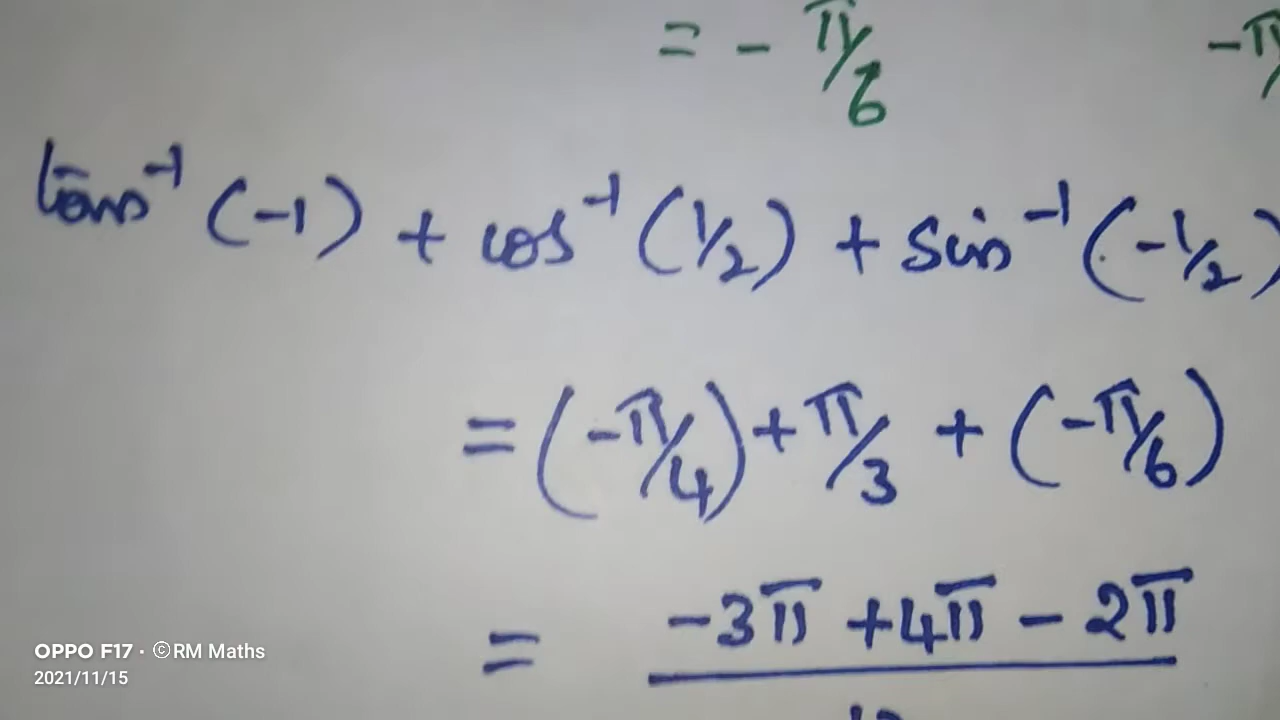 = - π/6 -π
tan⁻¹ (-1) + cos⁻¹ (1/2) + sin⁻¹ (-1/2)
= (-π/4) + π/3 + (-π/6)
= -3π +4π - 2π
OPPO F17 · ©RM Maths
2021/11/15